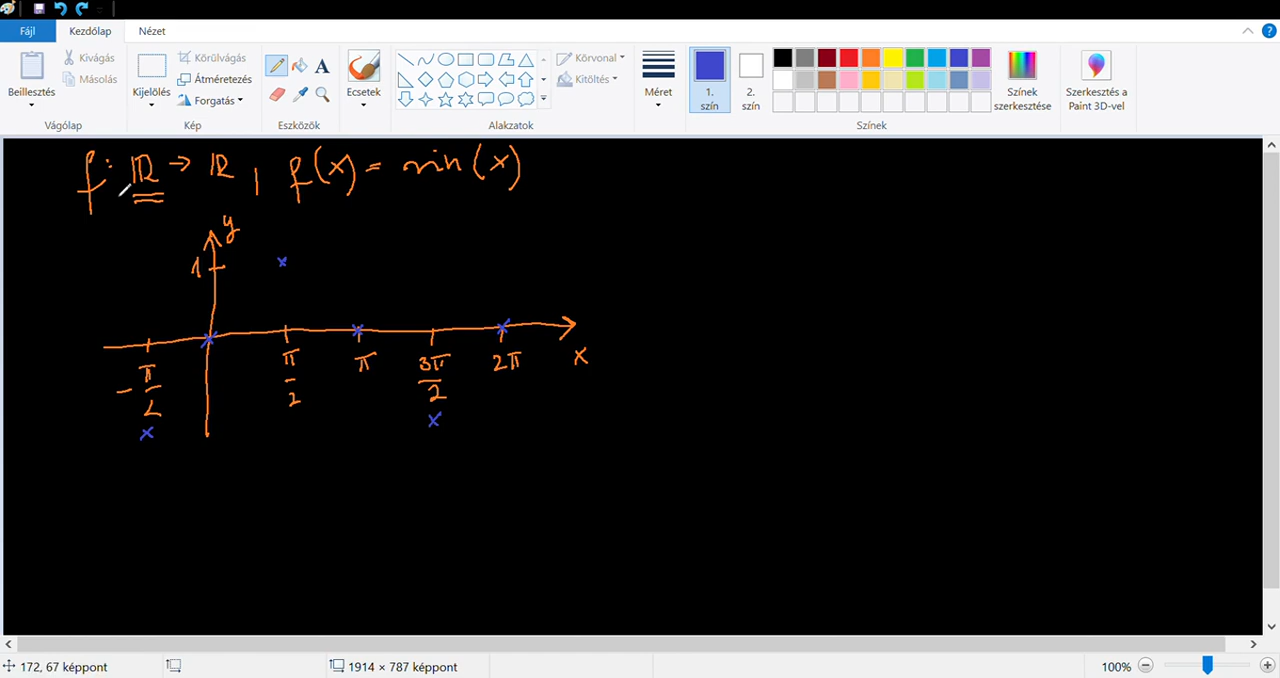 Fájl Kezdőlap Nézet
Beillesztés
Kivágás
Másolás
Vágólap
Kijelölés
Körülvágás
Átméretezés
Forgatás
Kép
A
Eszközök
Ecsetek
Alakzatok
Körvonal
Kitöltés
Méret
1. szín
2. szín
Színek
Színek szerkesztése
Szerkesztés a Paint 3D-vel
f: ℝ → ℝ, f(x) = sin(x)
y
1
-π/2 π/2 π 3π/2 2π x
172, 67 képpont 1914 × 787 képpont 100%